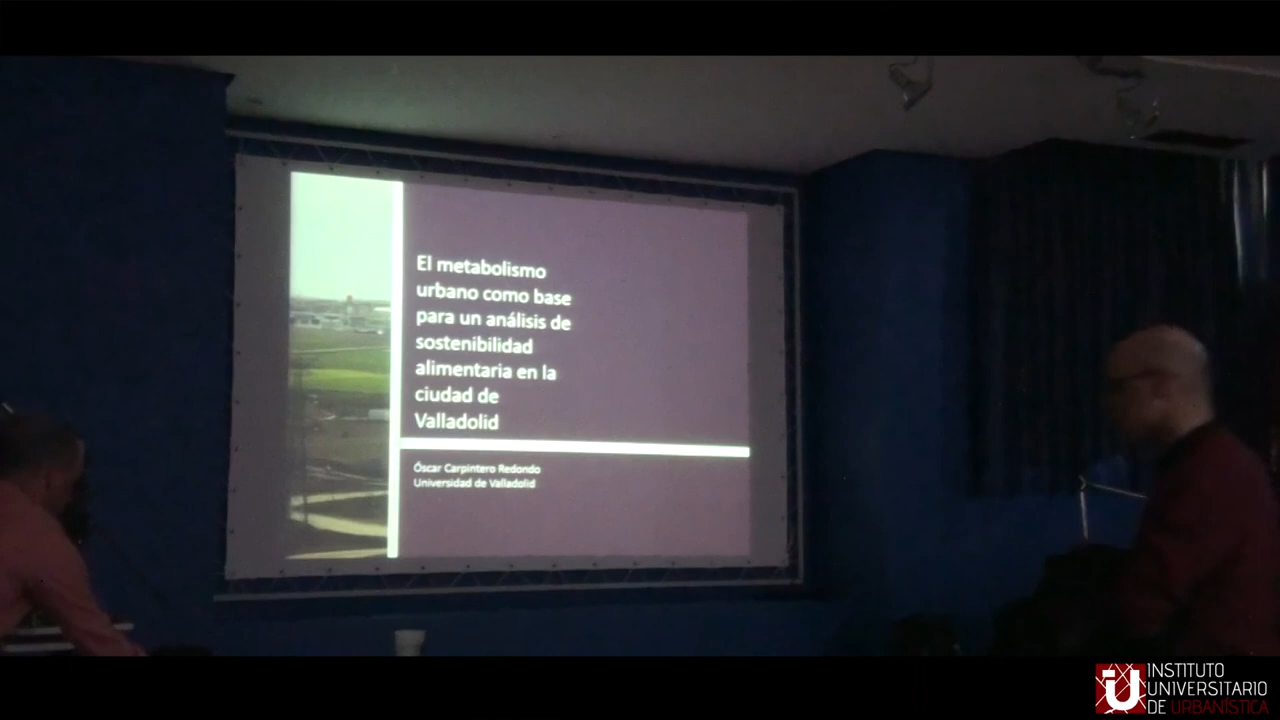 El metabolismo
urbano como base
para un análisis de
sostenibilidad
alimentaria en la
ciudad de
Valladolid
Óscar Carpintero Redondo
Universidad de Valladolid
iU INSTITUTO
UNIVERSITARIO
DE URBANÍSTICA